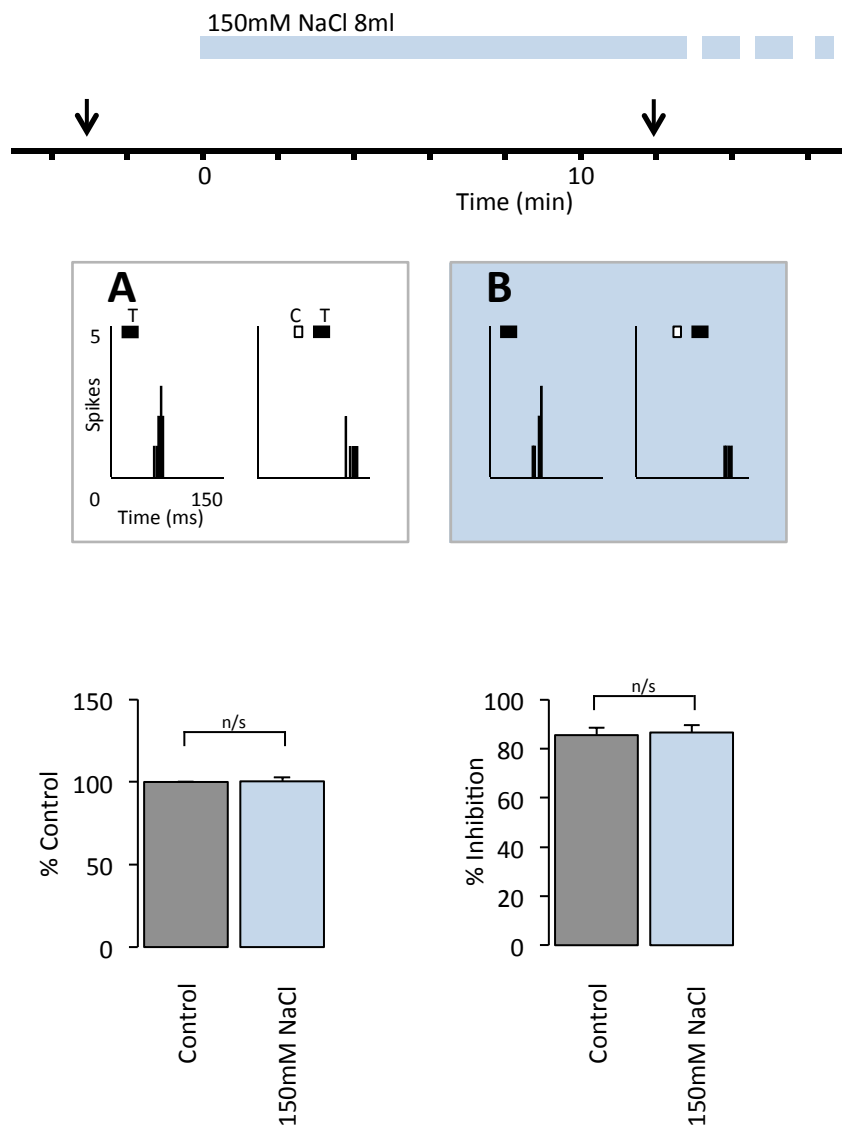 150mM NaCl 8ml
0 10
Time (min)
A
B
T
C T
5
Spikes
0 150
Time (ms)
150
100
50
0
% Control
n/s
Control
150mM NaCl
100
80
60
40
20
0
% Inhibition
n/s
Control
150mM NaCl